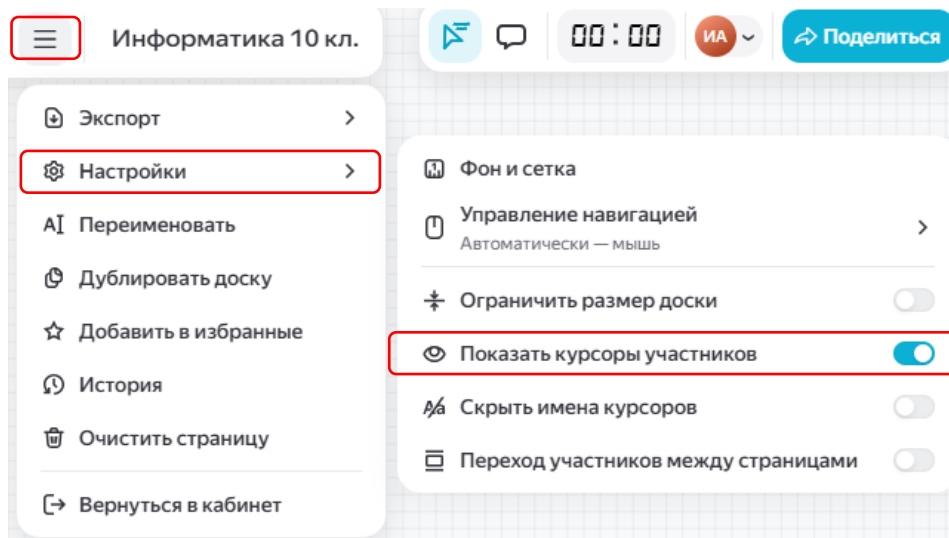 Информатика 10 кл.
00:00
ИА
Поделиться
Экспорт
Настройки
Переименовать
Дублировать доску
Добавить в избранные
История
Очистить страницу
Вернуться в кабинет
Фон и сетка
Управление навигацией
Автоматически — мышь
Ограничить размер доски
Показать курсоры участников
Скрыть имена курсоров
Переход участников между страницами